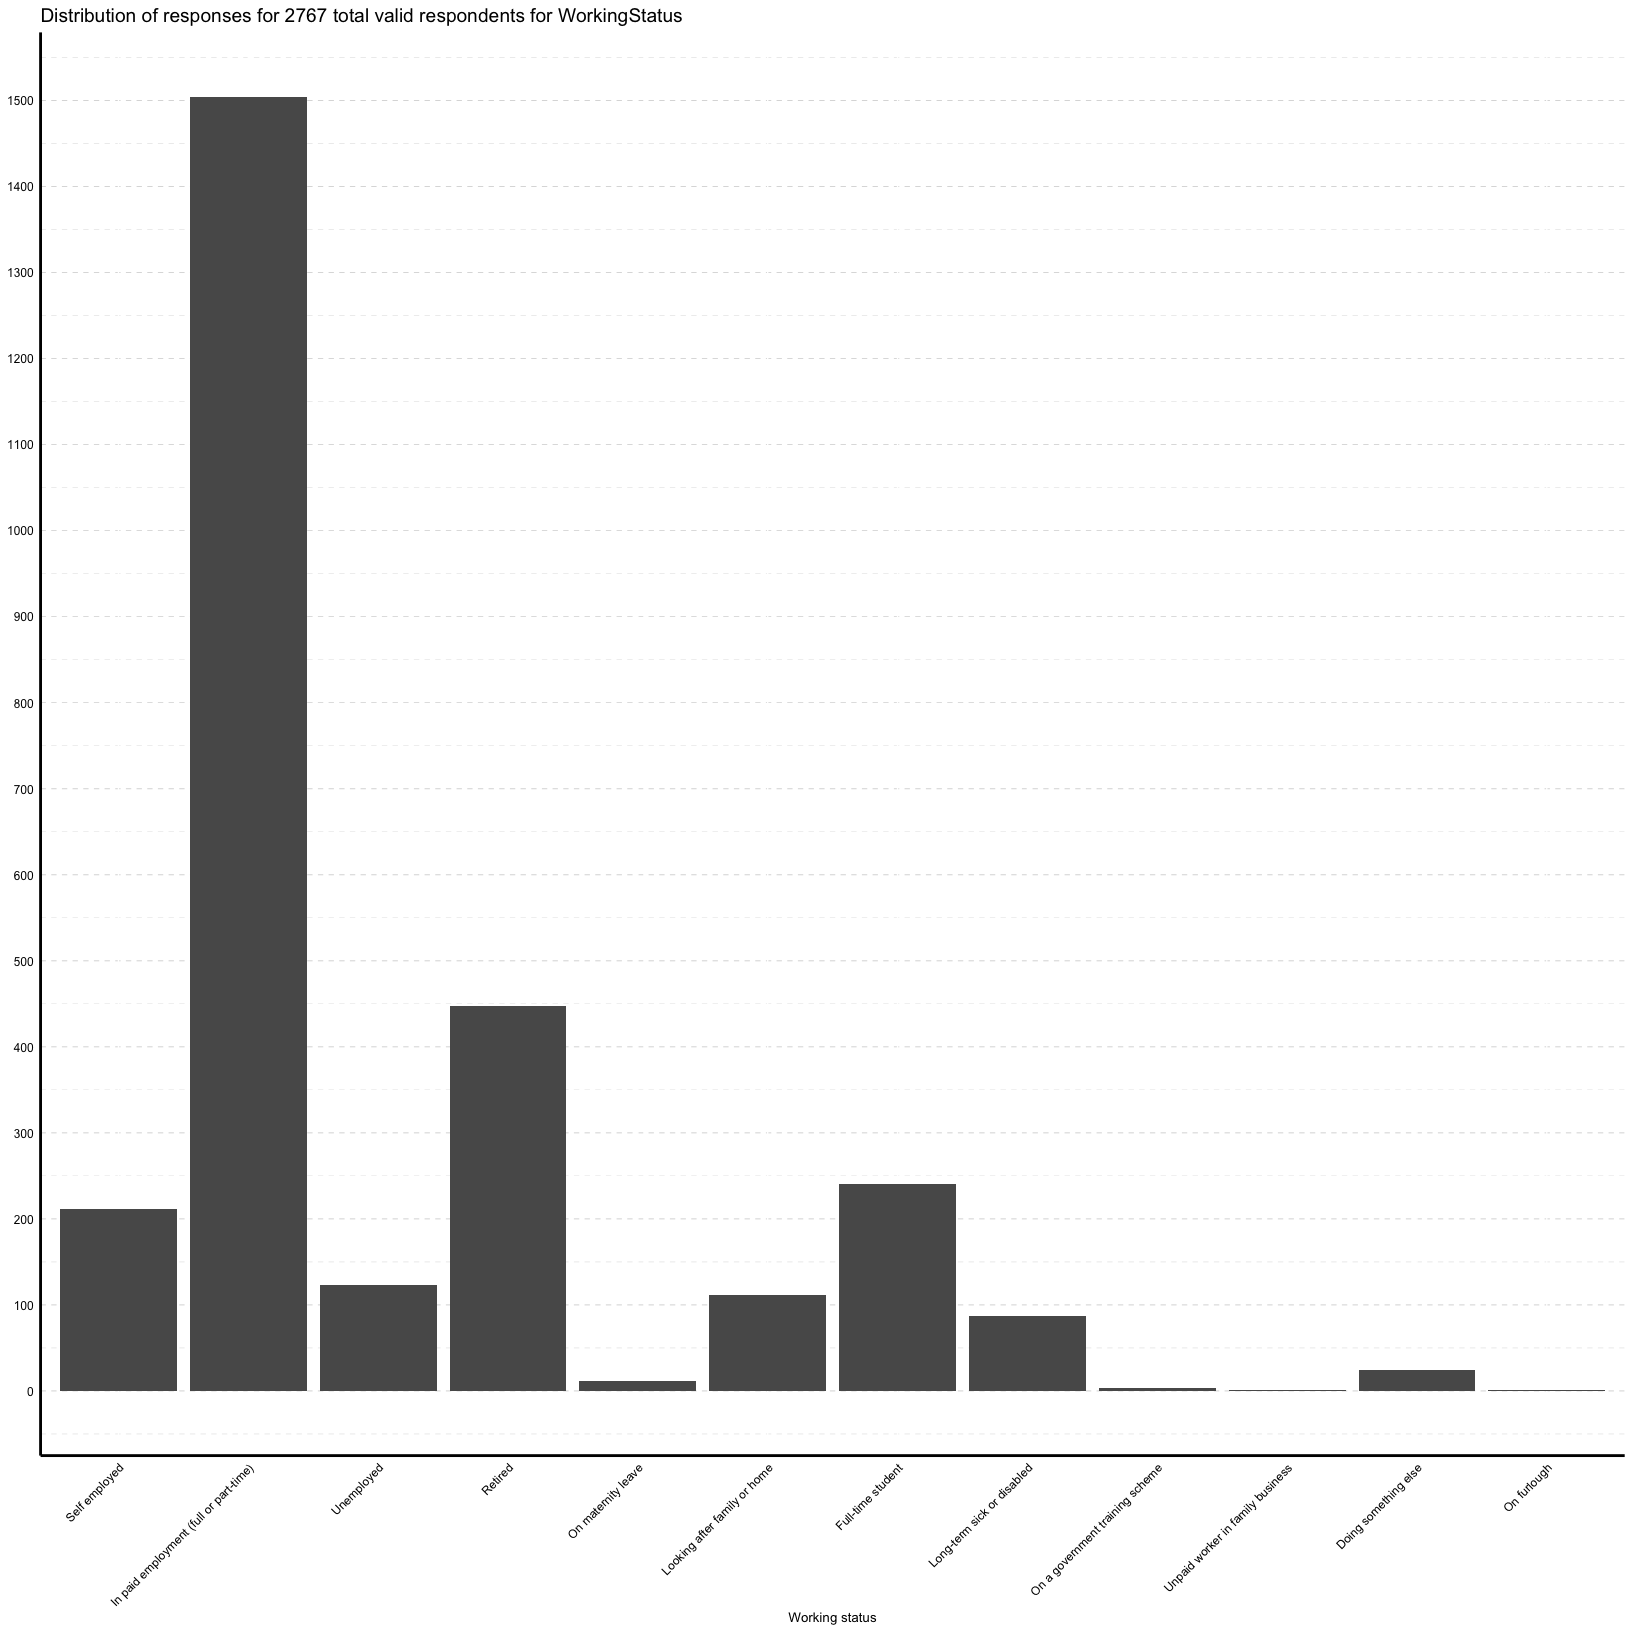 Distribution of responses for 2767 total valid respondents for WorkingStatus
1500
1400
1300
1200
1100
1000
900
800
700
600
500
400
300
200
100
0
Self employed
In paid employment (full or part-time)
Unemployed
Retired
On maternity leave
Looking after family or home
Full-time student
Long-term sick or disabled
On a government training scheme
Unpaid worker in family business
Doing something else
On furlough
Working status